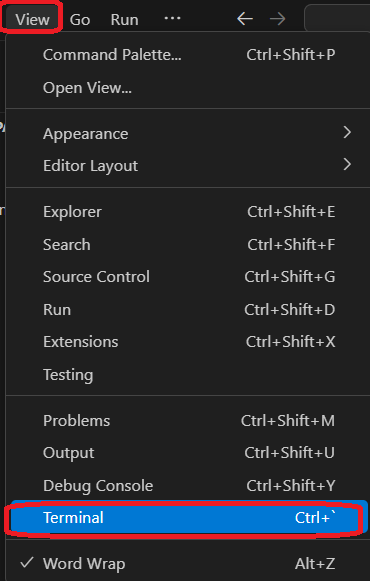 View Go Run ...
Command Palette... Ctrl+Shift+P
Open View...
Appearance
Editor Layout
Explorer Ctrl+Shift+E
Search Ctrl+Shift+F
Source Control Ctrl+Shift+G
Run Ctrl+Shift+D
Extensions Ctrl+Shift+X
Testing
Problems Ctrl+Shift+M
Output Ctrl+Shift+U
Debug Console Ctrl+Shift+Y
Terminal Ctrl+`
Word Wrap Alt+Z